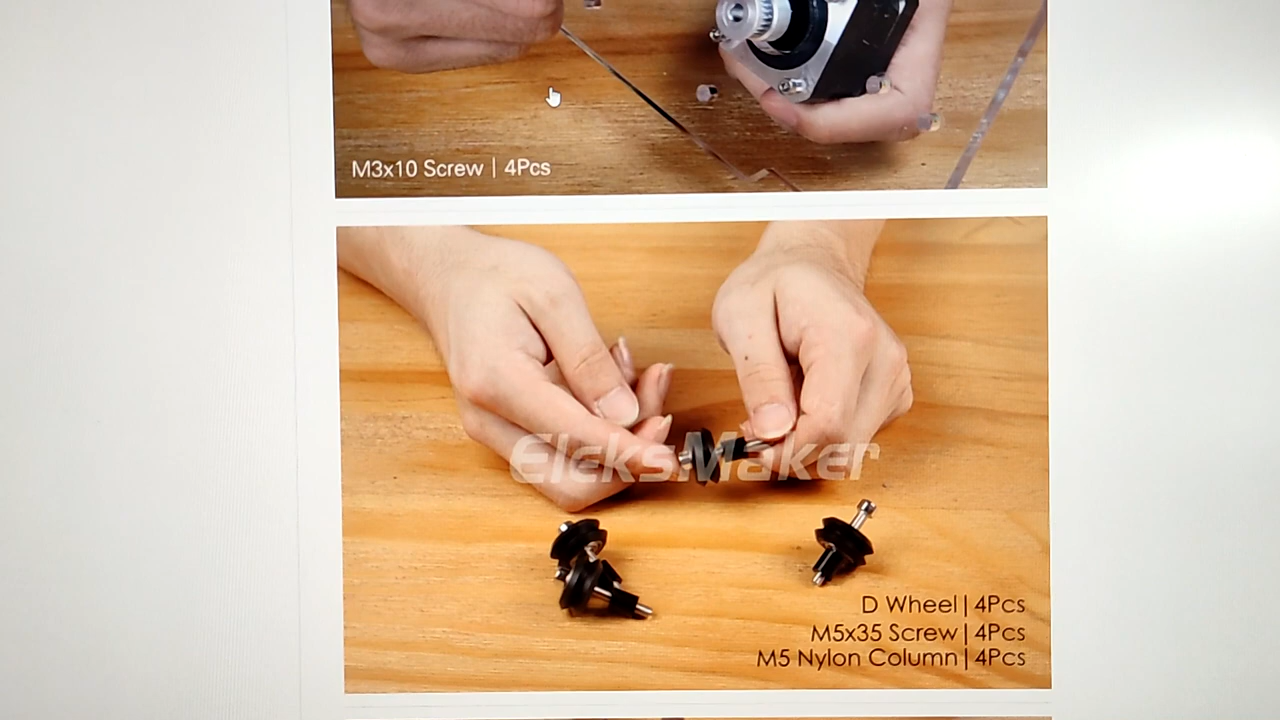 M3x10 Screw | 4Pcs
EleksMaker
D Wheel | 4Pcs
M5x35 Screw | 4Pcs
M5 Nylon Column | 4Pcs